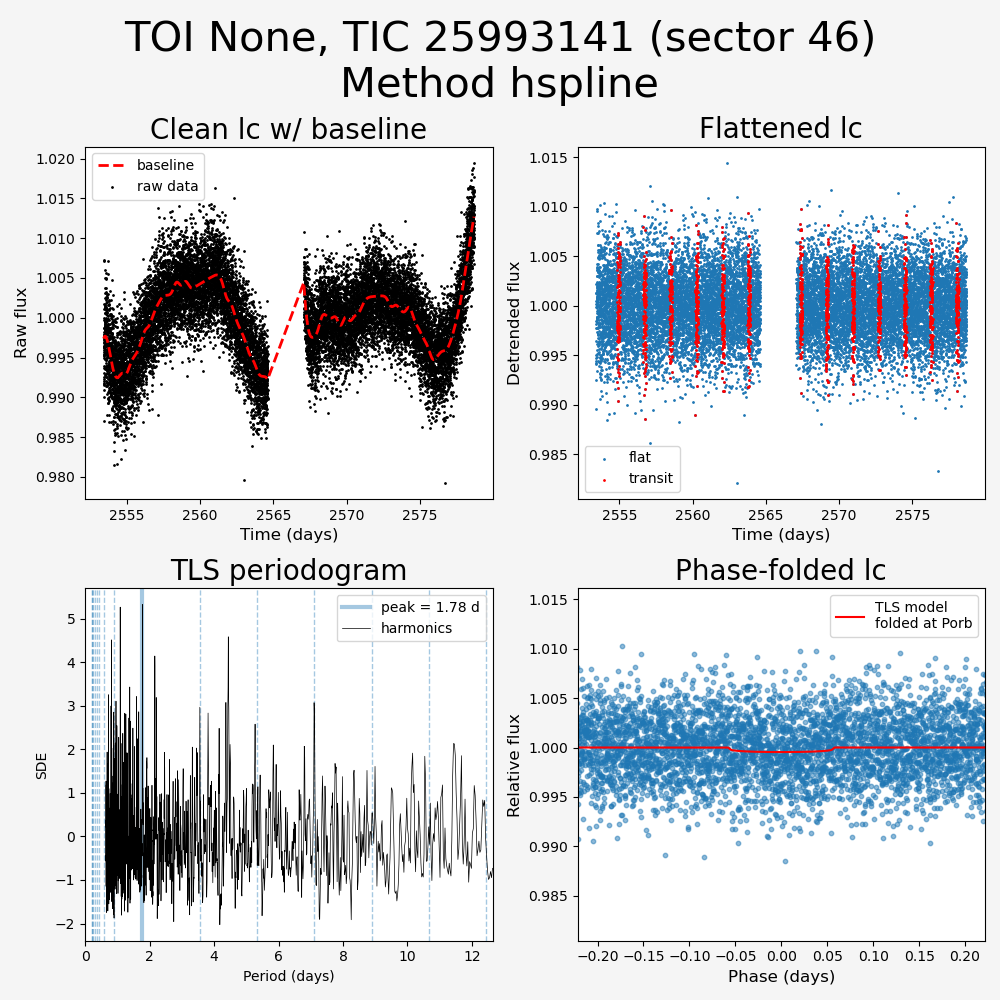 TOI None, TIC 25993141 (sector 46)
Method hspline
Clean lc w/ baseline
1.020
1.015
1.010
1.005
1.000
0.995
0.990
0.985
0.980
Raw flux
baseline
raw data
2555
2560
2565
2570
2575
Time (days)
Flattened lc
1.015
1.010
1.005
1.000
0.995
0.990
0.985
Detrended flux
flat
transit
2555
2560
2565
2570
2575
Time (days)
TLS periodogram
5
4
3
2
1
0
−1
−2
SDE
peak = 1.78 d
harmonics
0
2
4
6
8
10
12
Period (days)
Phase-folded lc
1.015
1.010
1.005
1.000
0.995
0.990
0.985
Relative flux
TLS model
folded at Porb
−0.20
−0.15
−0.10
−0.05
0.00
0.05
0.10
0.15
0.20
Phase (days)